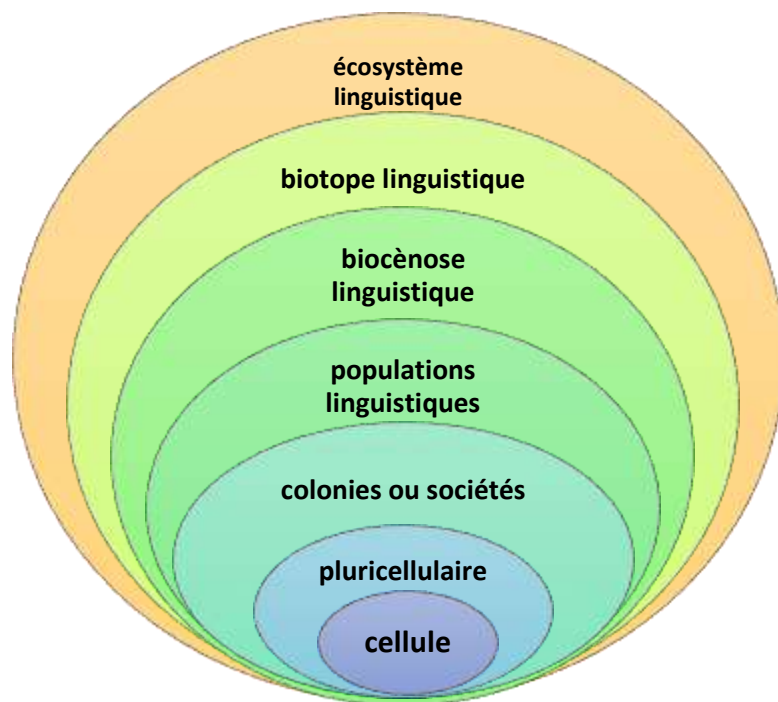 écosystème
linguistique
biotope linguistique
biocènose
linguistique
populations
linguistiques
colonies ou sociétés
pluricellulaire
cellule